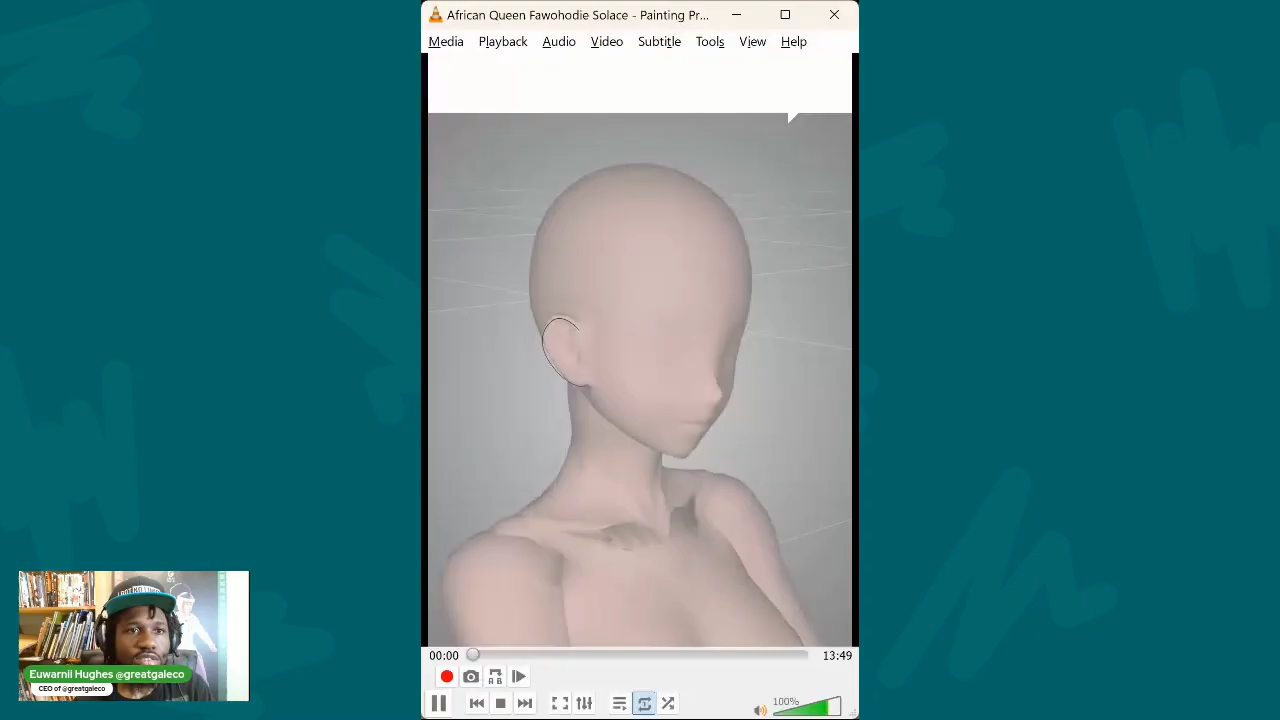 African Queen Fawohodie Solace - Painting Pr...
Media Playback Audio Video Subtitle Tools View Help
00:00 13:49
A B
100%
Euwarnii Hughes @greatgaleco
CEO of @greatgaleco